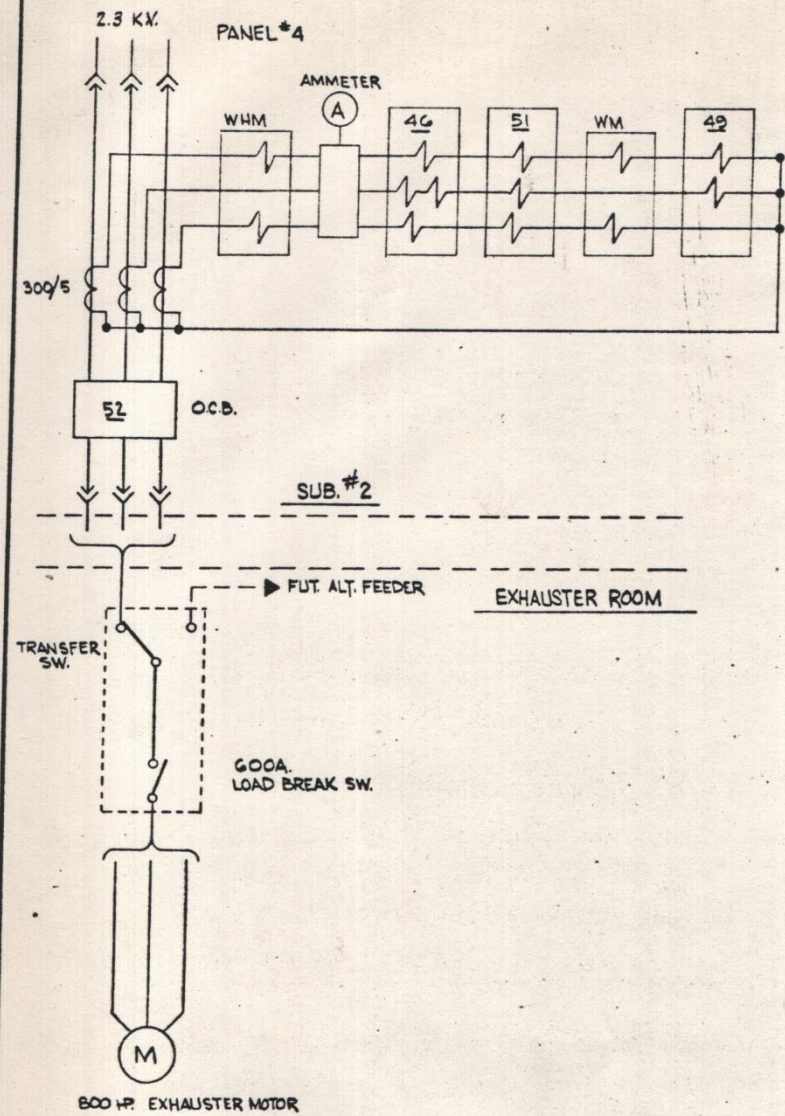 2.3 KV.
PANEL #4
AMMETER
A
WHM
46
51
WM
49
300/5
52
O.C.B.
SUB. #2
FUT. ALT. FEEDER
EXHAUSTER ROOM
TRANSFER
SW.
600A.
LOAD BREAK SW.
M
800 HP. EXHAUSTER MOTOR